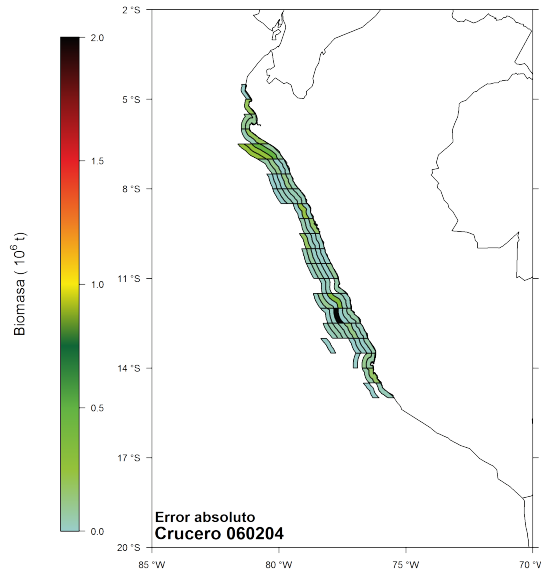 2 °S
5 °S
8 °S
11 °S
14 °S
17 °S
20 °S
85 °W
80 °W
75 °W
70 °W
2.0
1.5
1.0
0.5
0.0
Biomasa ( 10⁶ t)
Error absoluto
Crucero 060204